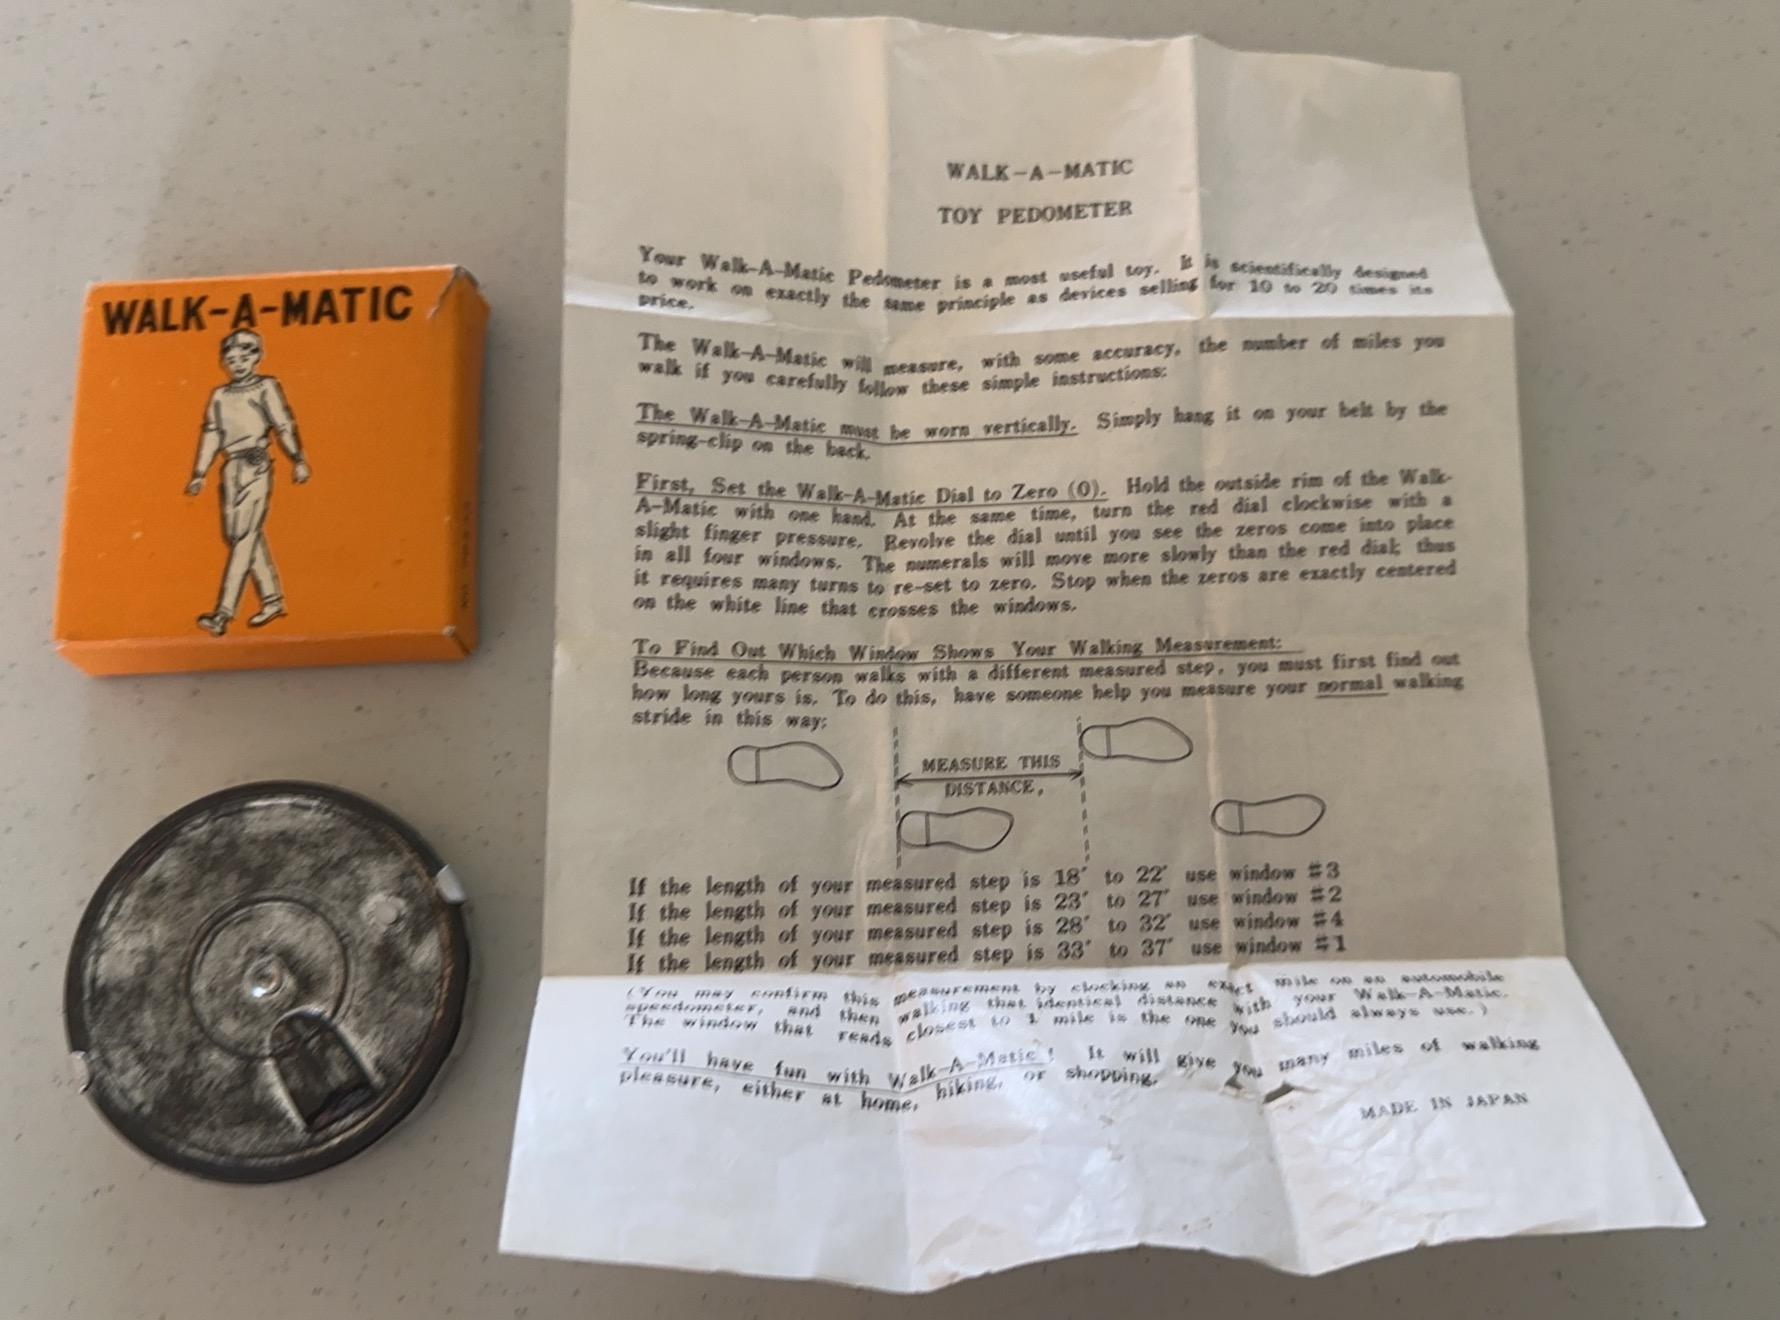 WALK-A-MATIC
WALK-A-MATIC
TOY PEDOMETER
Your Walk-A-Matic Pedometer is a most useful toy. It is scientifically designed
to work on exactly the same principle as devices selling for 10 to 20 times its
price.
The Walk-A-Matic will measure, with some accuracy, the number of miles you
walk if you carefully follow these simple instructions:
The Walk-A-Matic must be worn vertically. Simply hang it on your belt by the
spring-clip on the back.
First, Set the Walk-A-Matic Dial to Zero (0). Hold the outside rim of the Walk-
A-Matic with one hand. At the same time, turn the red dial clockwise with a
slight finger pressure. Revolve the dial until you see the zeros come into place
in all four windows. The numerals will move more slowly than the red dial; thus
it requires many turns to re-set to zero. Stop when the zeros are exactly centered
on the white line that crosses the windows.
To Find Out Which Window Shows Your Walking Measurement:
Because each person walks with a different measured step, you must first find out
how long yours is. To do this, have someone help you measure your normal walking
stride in this way:
MEASURE THIS
DISTANCE,
If the length of your measured step is 18" to 22" use window #3
If the length of your measured step is 23" to 27" use window #2
If the length of your measured step is 28" to 32" use window #4
If the length of your measured step is 33" to 37" use window #1
(You may confirm this measurement by clocking an exact mile on an automobile
speedometer, and then walking that identical distance with your Walk-A-Matic.
The window that reads closest to 1 mile is the one you should always use.)
You'll have fun with Walk-A-Matic! It will give you many miles of walking
pleasure, either at home, hiking, or shopping.
MADE IN JAPAN